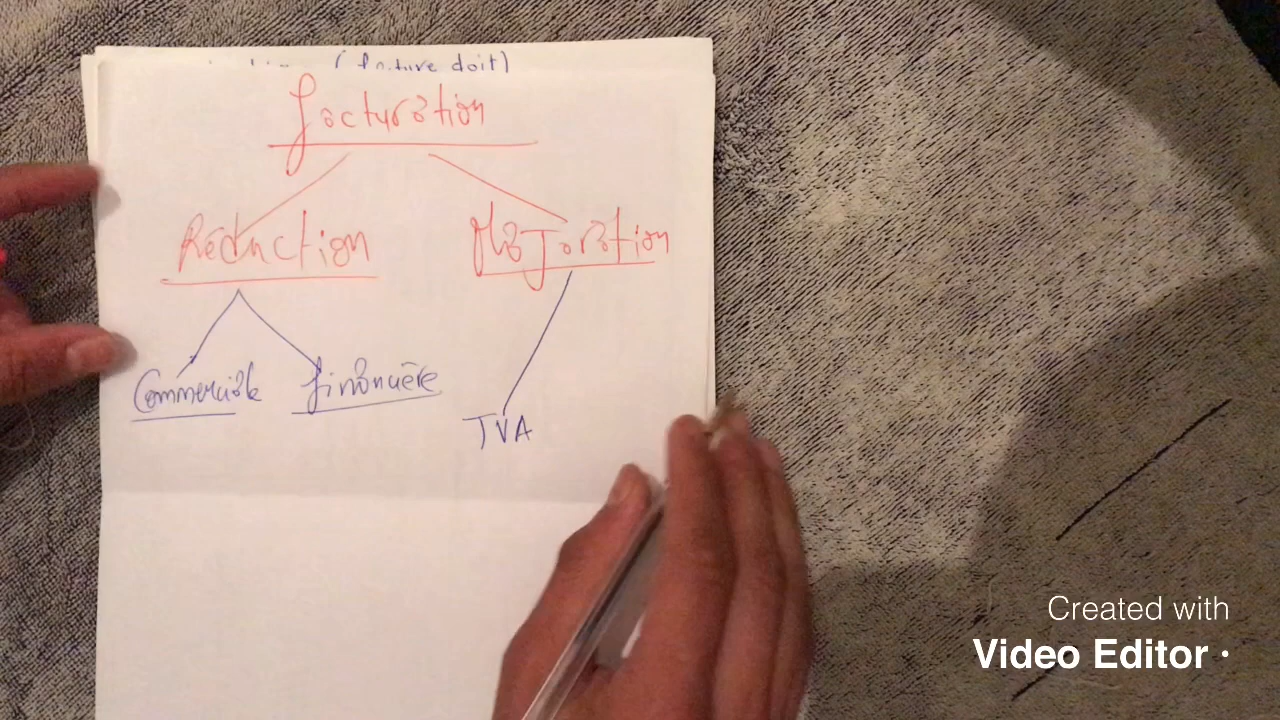 (facture doit)
Facturation
Réduction Majoration
Commerciale financière
TVA
Created with
Video Editor •